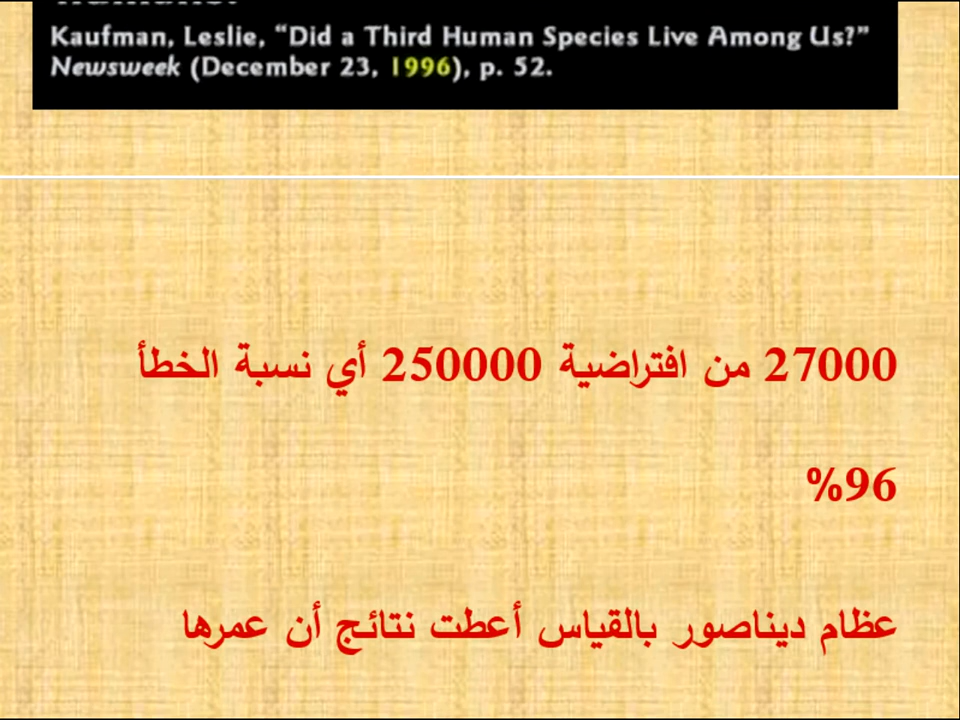 Kaufman, Leslie, “Did a Third Human Species Live Among Us?”
Newsweek (December 23, 1996), p. 52.
27000 من افتراضية 250000 أي نسبة الخطأ
96%
عظام ديناصور بالقياس أعطت نتائج أن عمرها